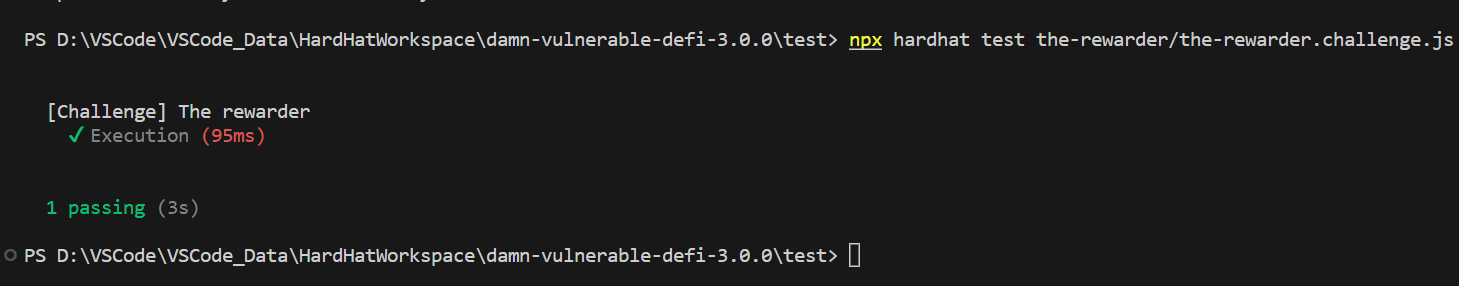 PS D:\VSCode\VSCode_Data\HardHatWorkspace\damn-vulnerable-defi-3.0.0\test> npx hardhat test the-rewarder/the-rewarder.challenge.js
[Challenge] The rewarder
✓ Execution (95ms)
1 passing (3s)
PS D:\VSCode\VSCode_Data\HardHatWorkspace\damn-vulnerable-defi-3.0.0\test>